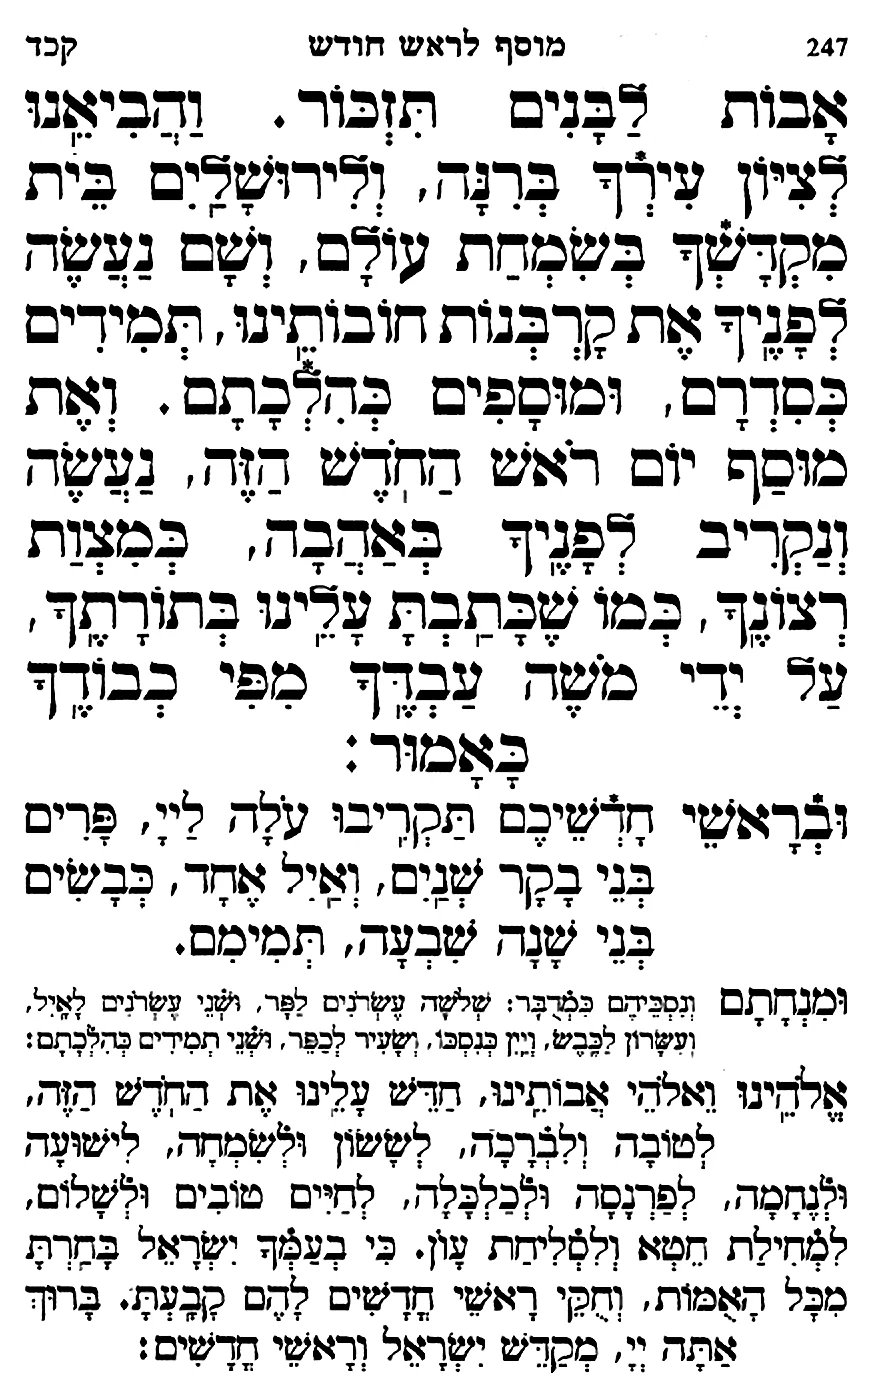 247 מוסף לראש חודש קכד
אָבוֹת לַבָּנִים תִּזְכּוֹר. וַהֲבִיאֵֽנוּ
לְצִיּוֹן עִירְ֒ךָ בְּרִנָּה, וְלִירוּשָׁלַֽיִם בֵּית
מִקְדָּשְׁ֒ךָ בְּשִׂמְחַת עוֹלָם, וְשָׁם נַעֲשֶׂה
לְפָנֶֽיךָ אֶת קָרְבְּנוֹת חוֹבוֹתֵֽינוּ, תְּמִידִים
כְּסִדְרָם, וּמוּסָפִים כְּהִלְ֒כָתָם. וְאֶת
מוּסַף יוֹם רֹאשׁ הַחֹֽדֶשׁ הַזֶּה, נַעֲשֶׂה
וְנַקְרִיב לְפָנֶֽיךָ בְּאַהֲבָה, כְּמִצְוַת
רְצוֹנֶֽךָ, כְּמוֹ שֶׁכָּתַֽבְתָּ עָלֵֽינוּ בְּתוֹרָתֶֽךָ,
עַל יְדֵי מֹשֶׁה עַבְדֶּֽךָ מִפִּי כְבוֹדֶֽךָ
כָּאָמוּר:
וּבְ֒רָאשֵׁי חָדְ֒שֵׁיכֶם תַּקְרִֽיבוּ עֹלָה לַייָ, פָּרִים
בְּנֵי בָקָר שְׁנַֽיִם, וְאַֽיִל אֶחָד, כְּבָשִׂים
בְּנֵי שָׁנָה שִׁבְעָה, תְּמִימִם.
וּמִנְחָתָם וְנִסְכֵּיהֶם כִּמְ֒דֻבָּר: שְׁלֹשָׁה עֶשְׂרֹנִים לַפָּר, וּשְׁ֒נֵי עֶשְׂרֹנִים לָאָֽיִל,
וְעִשָּׂרוֹן לַכֶּֽבֶשׂ, וְיַֽיִן כְּנִסְכּוֹ, וְשָׂעִיר לְכַפֵּר, וּשְׁ֒נֵי תְמִידִים כְּהִלְ֒כָתָם:
אֱלֹהֵֽינוּ וֵאלֹהֵי אֲבוֹתֵֽינוּ, חַדֵּשׁ עָלֵֽינוּ אֶת הַחֹֽדֶשׁ הַזֶּה,
לְטוֹבָה וְלִבְ֒רָכָה, לְשָׂשׂוֹן וּלְ֒שִׂמְחָה, לִישׁוּעָה
וּלְ֒נֶחָמָה, לְפַרְנָסָה וּלְ֒כַלְכָּלָה, לְחַיִּים טוֹבִים וּלְ֒שָׁלוֹם,
לִמְ֒חִילַת חֵטְא וְלִסְ֒לִיחַת עָוֹן. כִּי בְעַמְּ֒ךָ יִשְׂרָאֵל בָּחַֽרְתָּ
מִכָּל הָאֻמּוֹת, וְחֻקֵּי רָאשֵׁי חֳדָשִׁים לָהֶם קָבָֽעְתָּ. בָּרוּךְ
אַתָּה יְיָ, מְקַדֵּשׁ יִשְׂרָאֵל וְרָאשֵׁי חֳדָשִׁים: